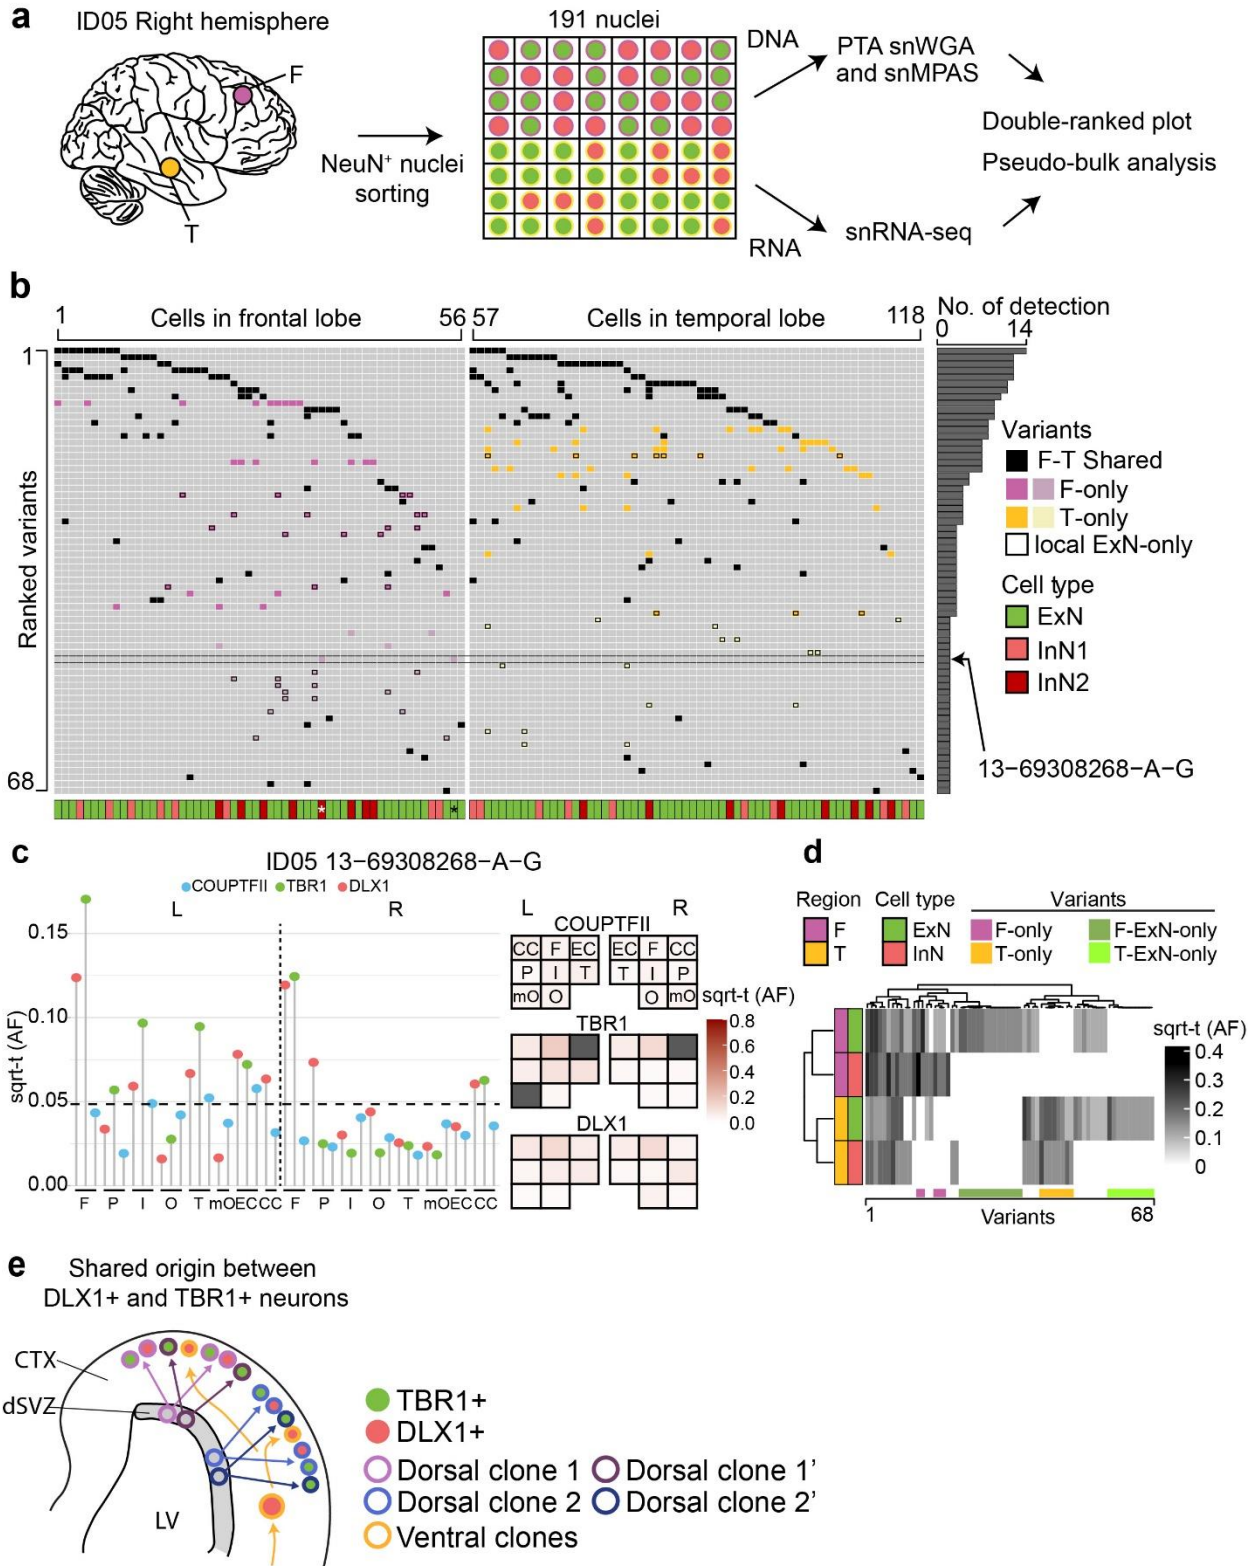 a
ID05 Right hemisphere
F
T
NeuN⁺ nuclei
sorting
191 nuclei
DNA
RNA
PTA snWGA
and snMPAS
snRNA-seq
Double-ranked plot
Pseudo-bulk analysis
b
1 Cells in frontal lobe 56
57 Cells in temporal lobe 118
No. of detection
0 14
1
Ranked variants
68
Variants
F-T Shared
F-only
T-only
local ExN-only
Cell type
ExN
InN1
InN2
13−69308268−A−G
* *
c
ID05 13−69308268−A−G
COUPTFII TBR1 DLX1
L R
sqrt-t (AF)
0.15
0.10
0.05
0.00
F P I O T mO EC CC F P I O T mO EC CC
L R
COUPTFII
CC F EC EC F CC
P I T T I P
mO O O mO
TBR1
DLX1
sqrt-t (AF)
0.8
0.6
0.4
0.2
0.0
d
Region Cell type Variants
F ExN F-only F-ExN-only
T InN T-only T-ExN-only
sqrt-t (AF)
0.4
0.3
0.2
0.1
0
1 Variants 68
e
Shared origin between
DLX1+ and TBR1+ neurons
CTX
dSVZ
LV
TBR1+
DLX1+
Dorsal clone 1 Dorsal clone 1’
Dorsal clone 2 Dorsal clone 2’
Ventral clones